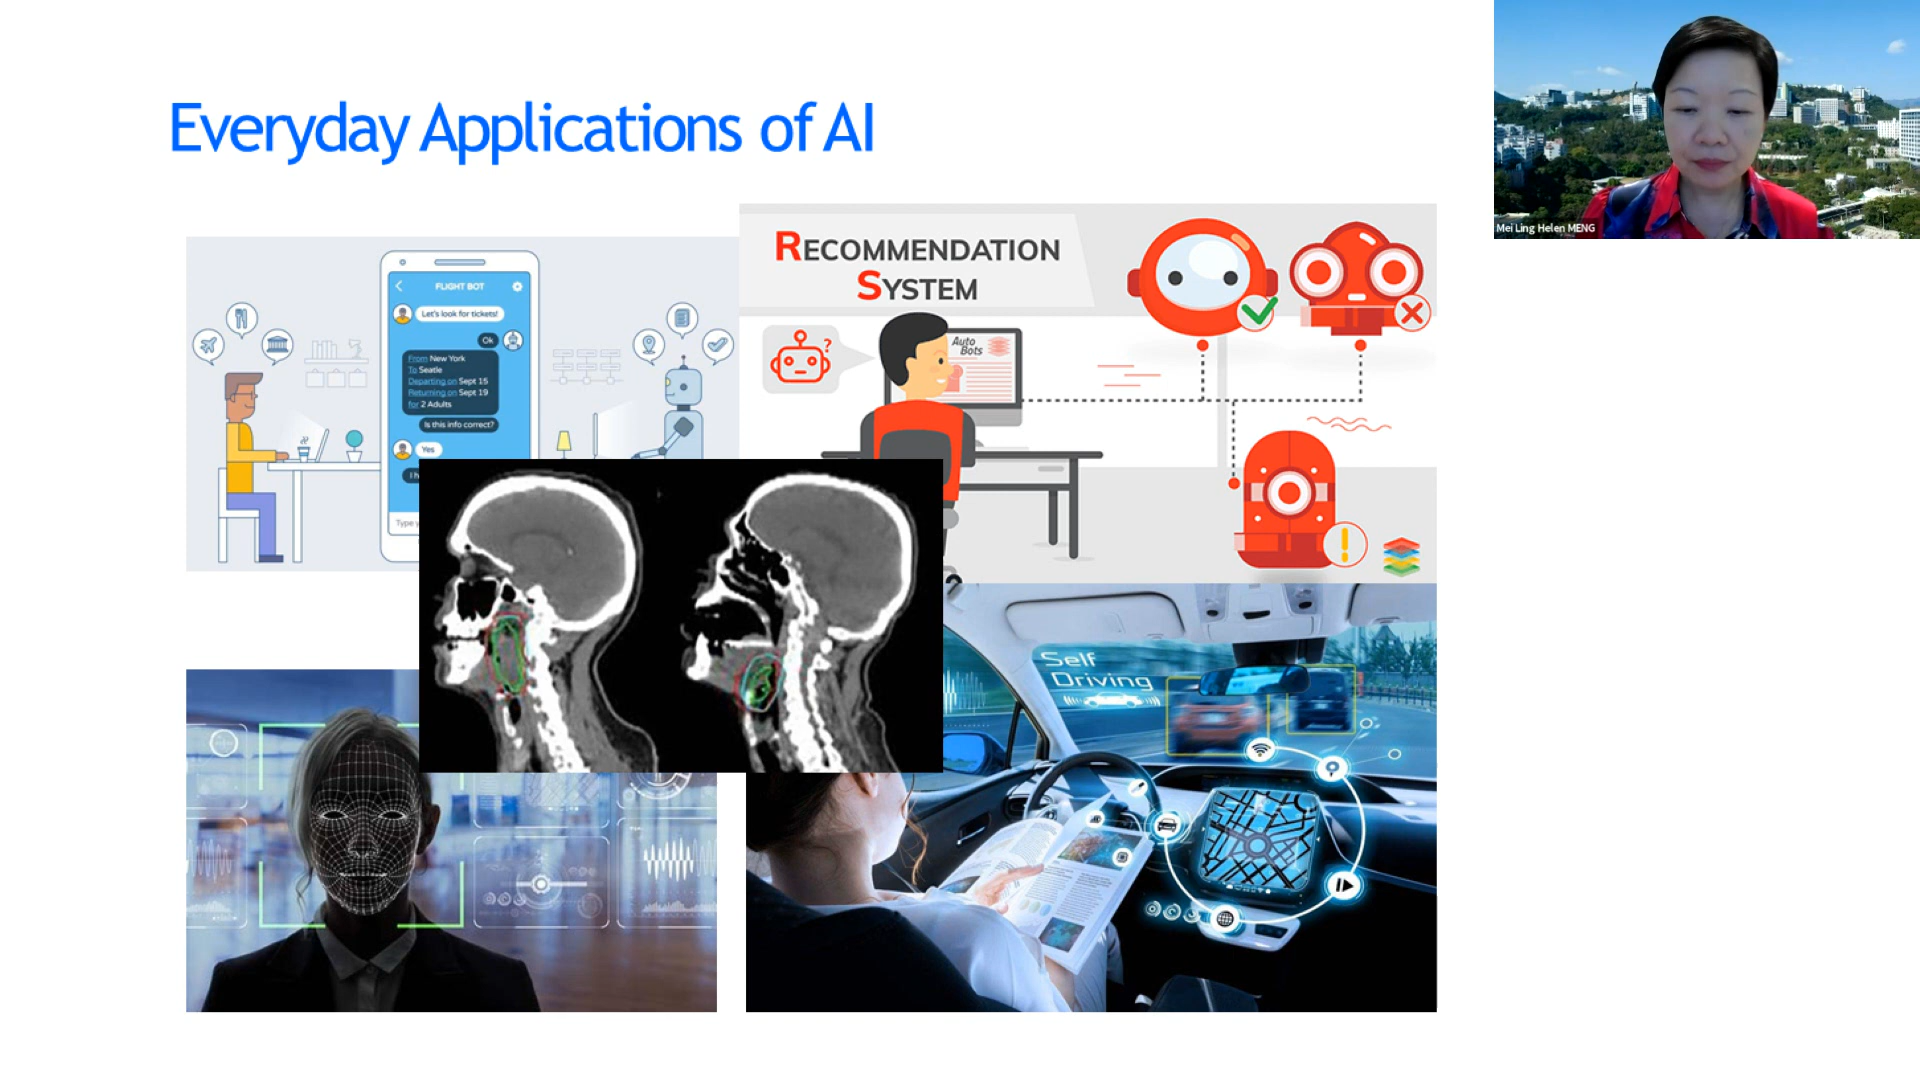 Everyday Applications of AI
Mei Ling Helen MENG
FLIGHT BOT
Let's look for tickets!
Ok
From New York
To Seatle
Departing on Sept 15
Returning on Sept 19
for 2 Adults
Is this info correct?
Yes
I h
Type y
RECOMMENDATION
SYSTEM
?
Auto
Bots
!
Self
Driving